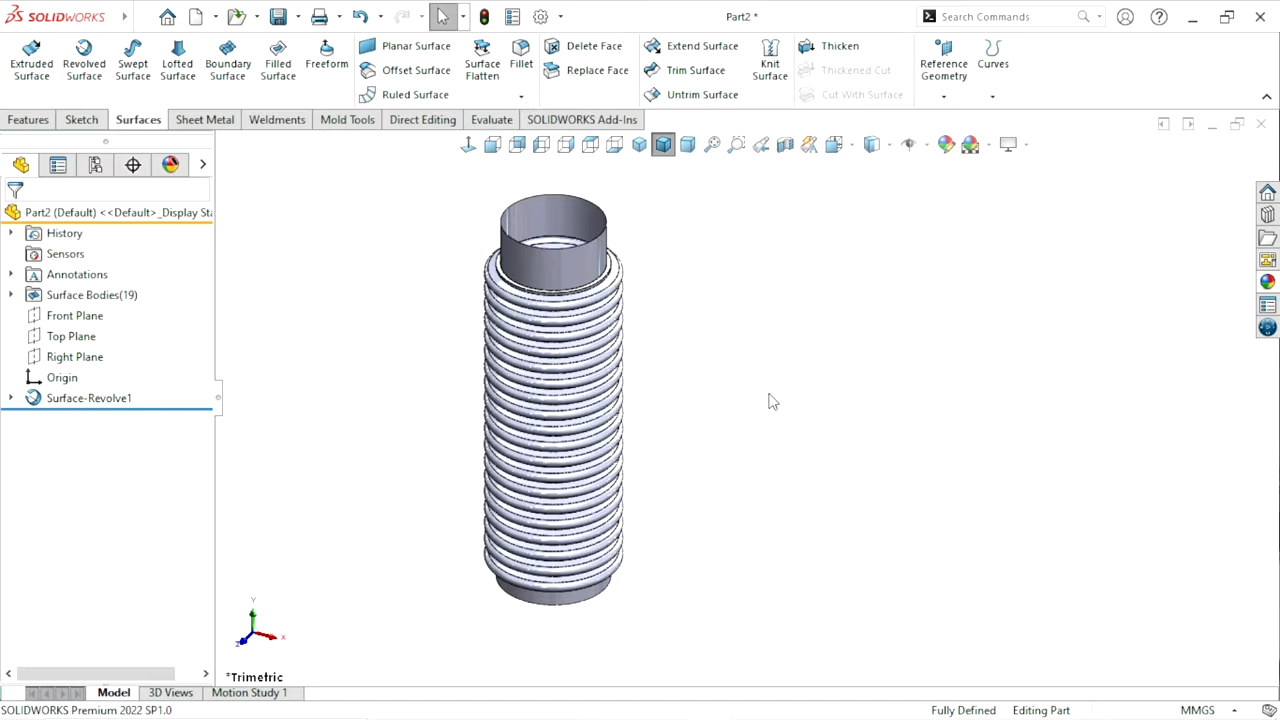 SOLIDWORKS
Part2 *
Search Commands
Extruded Surface
Revolved Surface
Swept Surface
Lofted Surface
Boundary Surface
Filled Surface
Freeform
Planar Surface
Offset Surface
Ruled Surface
Surface Flatten
Fillet
Delete Face
Replace Face
Extend Surface
Trim Surface
Untrim Surface
Knit Surface
Thicken
Thickened Cut
Cut With Surface
Reference Geometry
Curves
Features
Sketch
Surfaces
Sheet Metal
Weldments
Mold Tools
Direct Editing
Evaluate
SOLIDWORKS Add-Ins
Part2 (Default) <<Default>_Display Sta
History
Sensors
Annotations
Surface Bodies(19)
Front Plane
Top Plane
Right Plane
Origin
Surface-Revolve1
Y
X
Z
*Trimetric
Model
3D Views
Motion Study 1
SOLIDWORKS Premium 2022 SP1.0
Fully Defined
Editing Part
MMGS